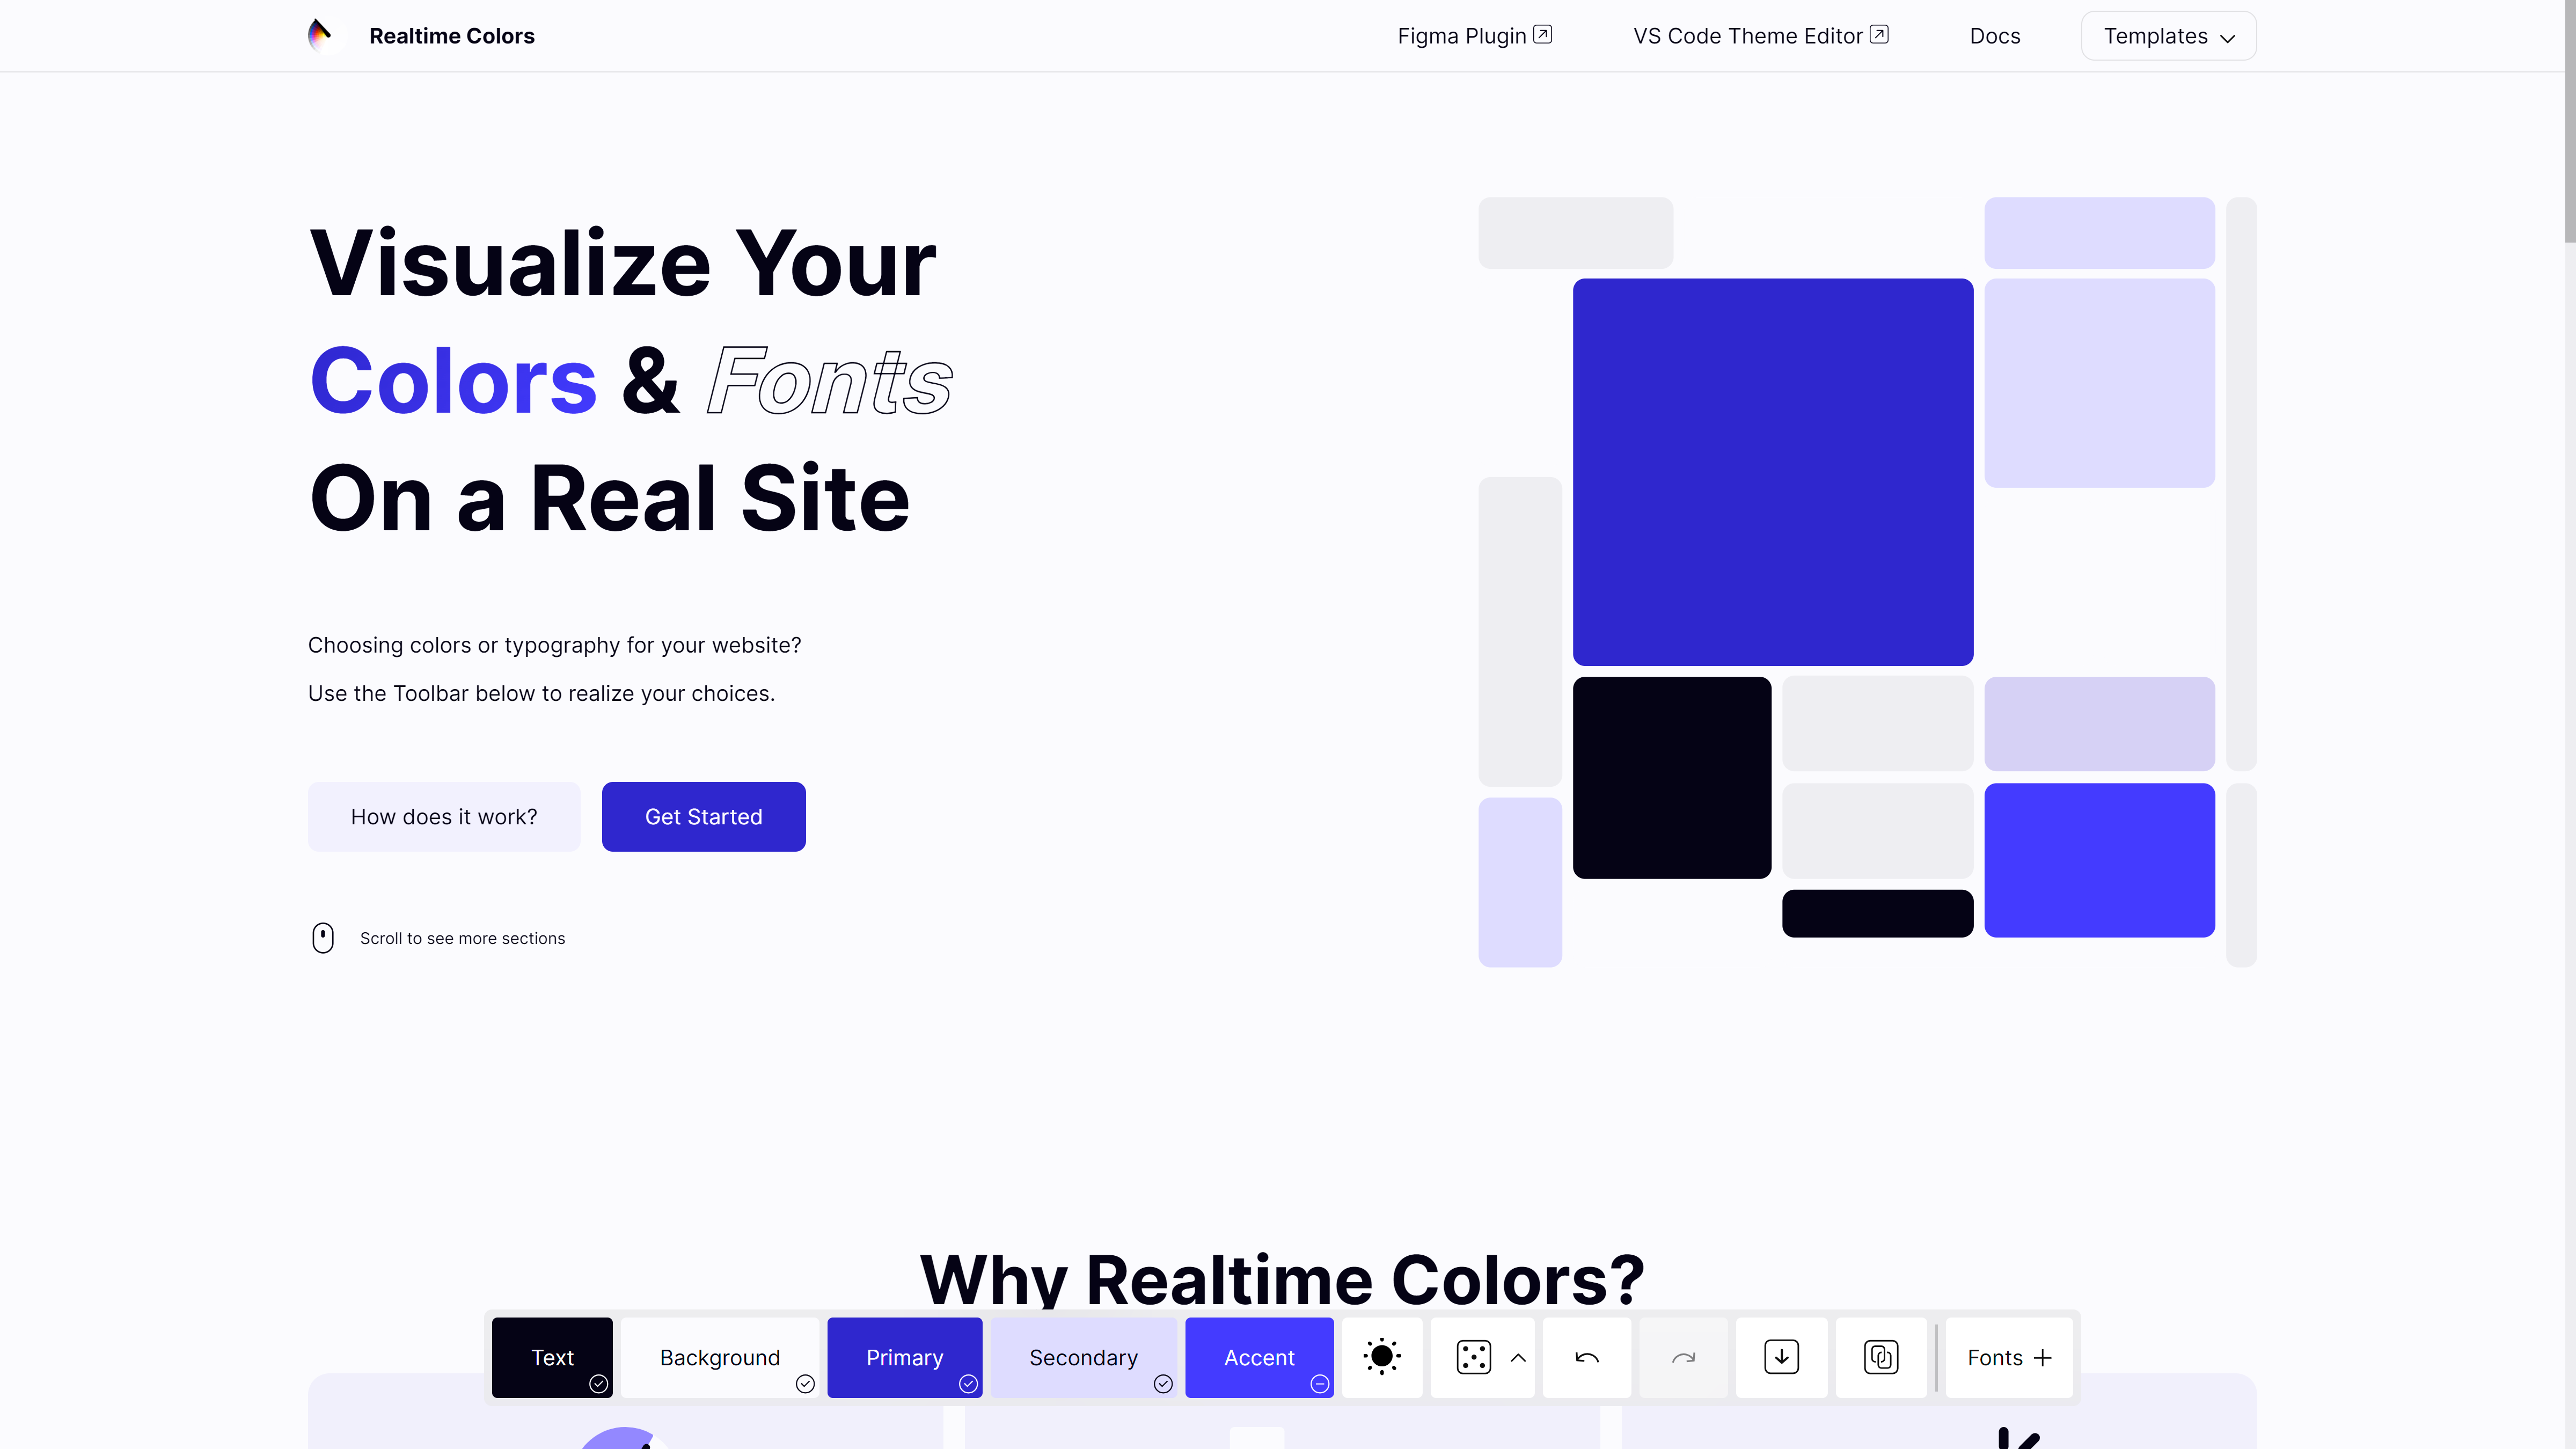 Realtime Colors
Figma Plugin
VS Code Theme Editor
Docs
Templates
Visualize Your
Colors & Fonts
On a Real Site
Choosing colors or typography for your website?
Use the Toolbar below to realize your choices.
How does it work?
Get Started
Scroll to see more sections
Why Realtime Colors?
Text
Background
Primary
Secondary
Accent
Fonts